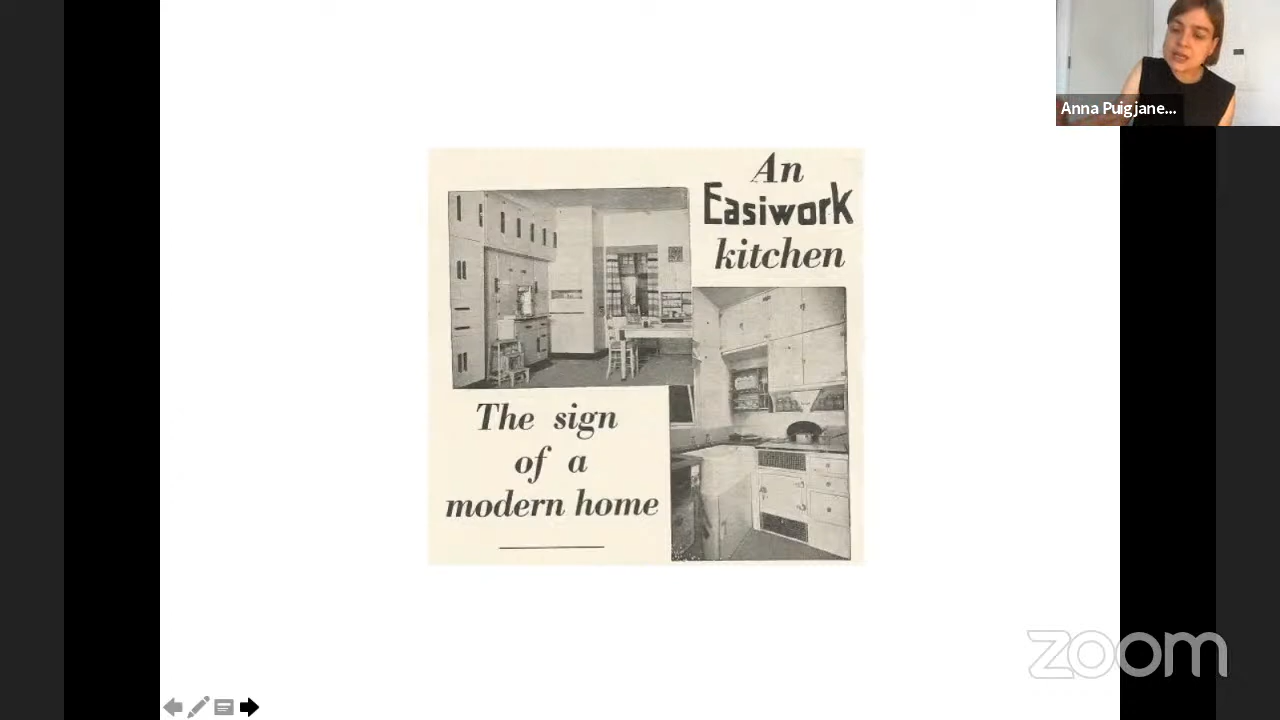 Anna Puigjane...
An
Easiwork
kitchen
The sign
of a
modern home
zoom